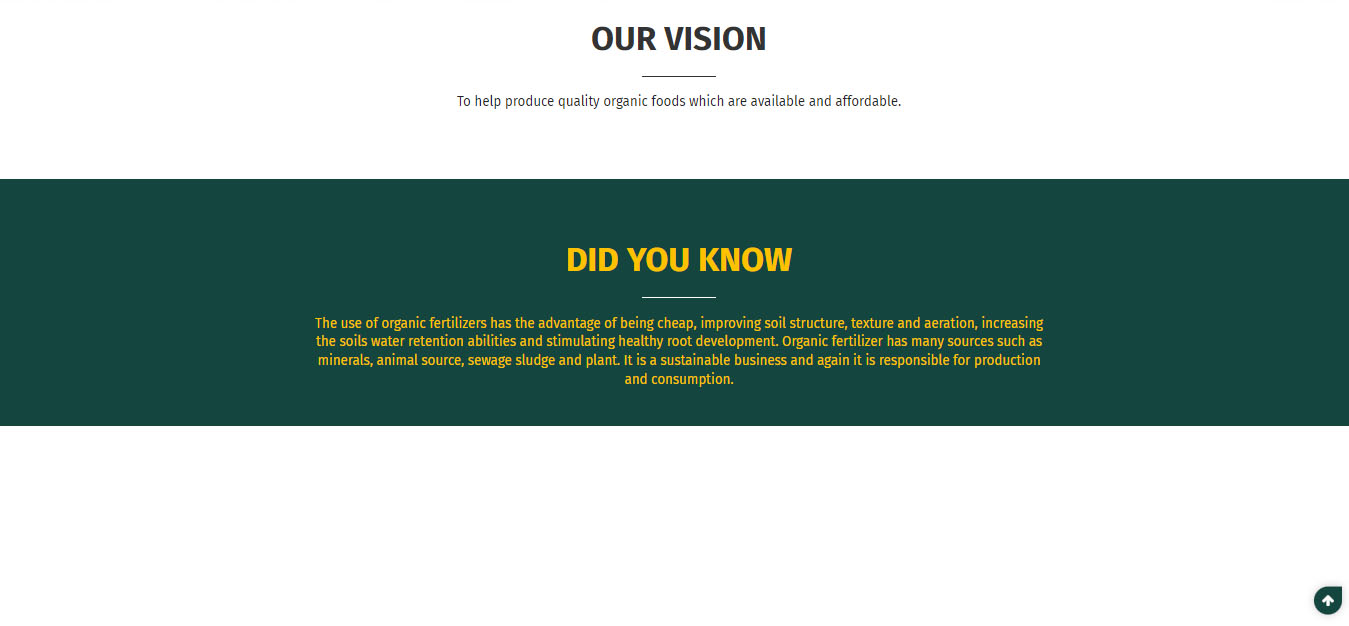 OUR VISION
To help produce quality organic foods which are available and affordable.
DID YOU KNOW
The use of organic fertilizers has the advantage of being cheap, improving soil structure, texture and aeration, increasing
the soils water retention abilities and stimulating healthy root development. Organic fertilizer has many sources such as
minerals, animal source, sewage sludge and plant. It is a sustainable business and again it is responsible for production
and consumption.